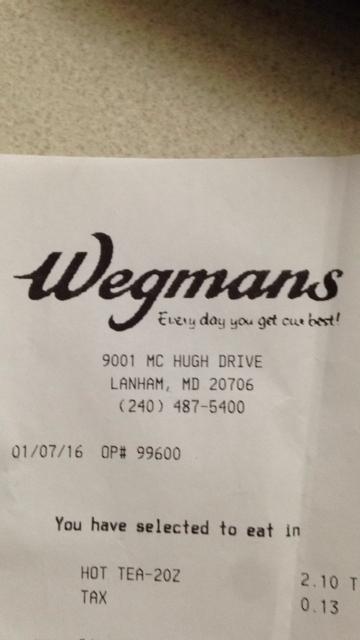 Wegmans
Every day you get our best!
9001 MC HUGH DRIVE
LANHAM, MD 20706
(240) 487-5400
01/07/16 OP# 99600
You have selected to eat in
HOT TEA-20Z 2.10 T
TAX 0.13